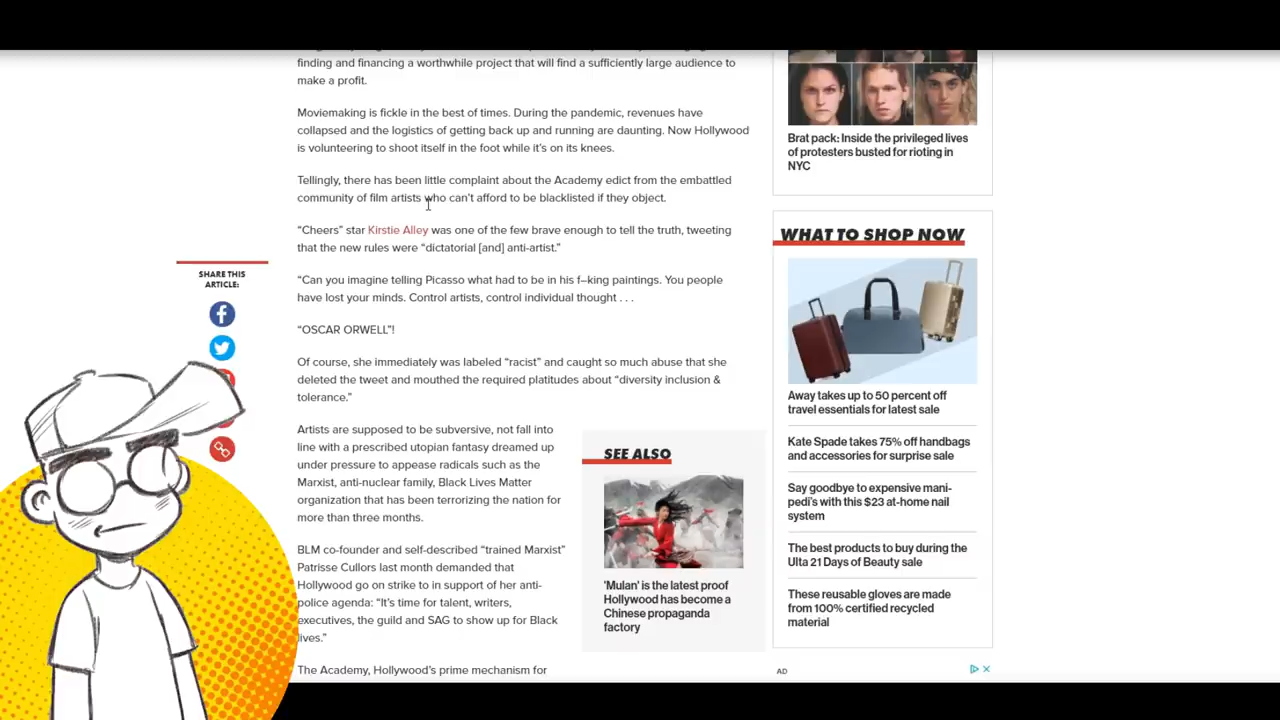 finding and financing a worthwhile project that will find a sufficiently large audience to
make a profit.
Moviemaking is fickle in the best of times. During the pandemic, revenues have
collapsed and the logistics of getting back up and running are daunting. Now Hollywood
is volunteering to shoot itself in the foot while it's on its knees.
Tellingly, there has been little complaint about the Academy edict from the embattled
community of film artists who can't afford to be blacklisted if they object.
“Cheers” star Kirstie Alley was one of the few brave enough to tell the truth, tweeting
that the new rules were “dictatorial [and] anti-artist.”
“Can you imagine telling Picasso what had to be in his f–king paintings. You people
have lost your minds. Control artists, control individual thought . . .
“OSCAR ORWELL”!
Of course, she immediately was labeled “racist” and caught so much abuse that she
deleted the tweet and mouthed the required platitudes about “diversity inclusion &
tolerance.”
Artists are supposed to be subversive, not fall into
line with a prescribed utopian fantasy dreamed up
under pressure to appease radicals such as the
Marxist, anti-nuclear family, Black Lives Matter
organization that has been terrorizing the nation for
more than three months.
BLM co-founder and self-described “trained Marxist”
Patrisse Cullors last month demanded that
Hollywood go on strike to in support of her anti-
police agenda: “It's time for talent, writers,
executives, the guild and SAG to show up for Black
lives.”
The Academy, Hollywood's prime mechanism for
SHARE THIS
ARTICLE:
SEE ALSO
'Mulan' is the latest proof
Hollywood has become a
Chinese propaganda
factory
Brat pack: Inside the privileged lives
of protesters busted for rioting in
NYC
WHAT TO SHOP NOW
Away takes up to 50 percent off
travel essentials for latest sale
Kate Spade takes 75% off handbags
and accessories for surprise sale
Say goodbye to expensive mani-
pedi's with this $23 at-home nail
system
The best products to buy during the
Ulta 21 Days of Beauty sale
These reusable gloves are made
from 100% certified recycled
material
AD